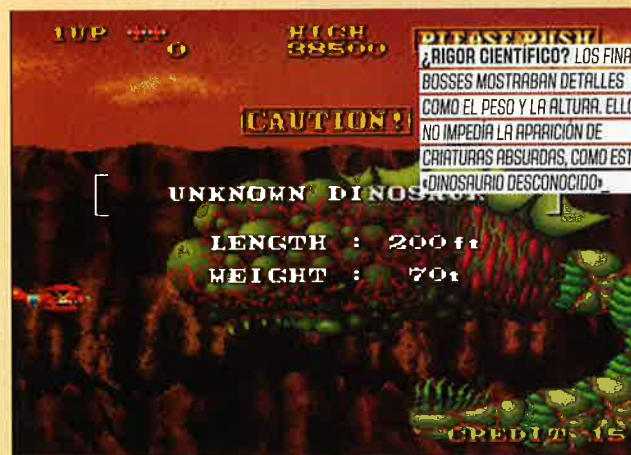 1UP 0
HIGH
38500
PLEASE PUSH
¿RIGOR CIENTÍFICO? LOS FINA
BOSSES MOSTRABAN DETALLES
COMO EL PESO Y LA ALTURA. ELLO
NO IMPEDÍA LA APARICIÓN DE
CRIATURAS ABSURDAS, COMO EST
«DINOSAURIO DESCONOCIDO»_
CAUTION!
UNKNOWN DINOSAUR
LENGTH : 200ft
WEIGHT : 70t
CREDIT 15